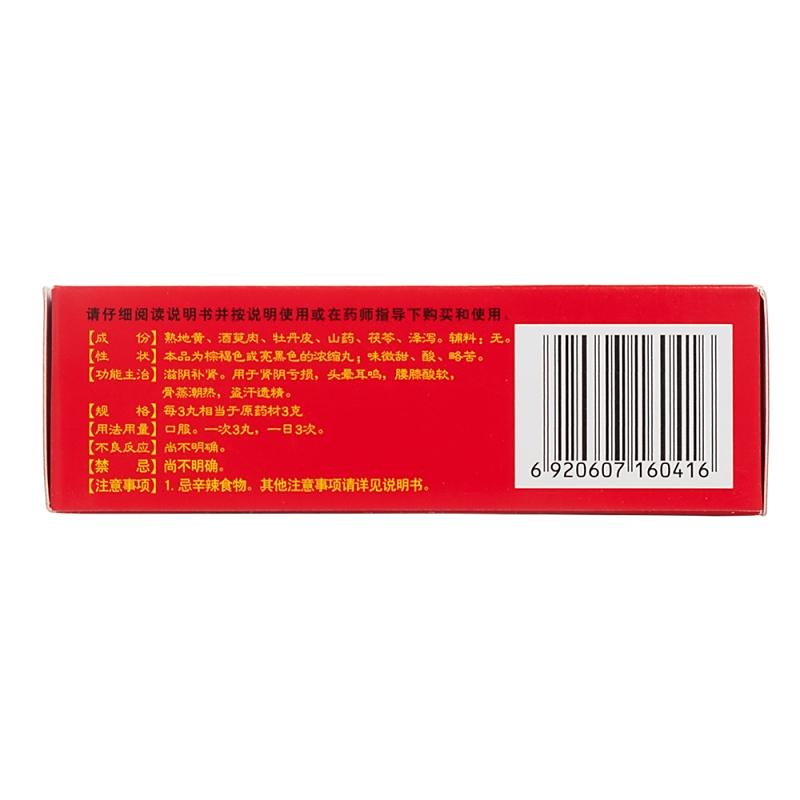 请仔细阅读说明书并按说明使用或在药师指导下购买和使用。
【成　份】熟地黄、酒萸肉、牡丹皮、山药、茯苓、泽泻。辅料：无。
【性　状】本品为棕褐色或亮黑色的浓缩丸；味微甜、酸、略苦。
【功能主治】滋阴补肾。用于肾阴亏损，头晕耳鸣，腰膝酸软，
骨蒸潮热，盗汗遗精。
【规　格】每3丸相当于原药材3克
【用法用量】口服。一次3丸，一日3次。
【不良反应】尚不明确。
【禁　忌】尚不明确。
【注意事项】1. 忌辛辣食物。其他注意事项请详见说明书。
6 920607 160416